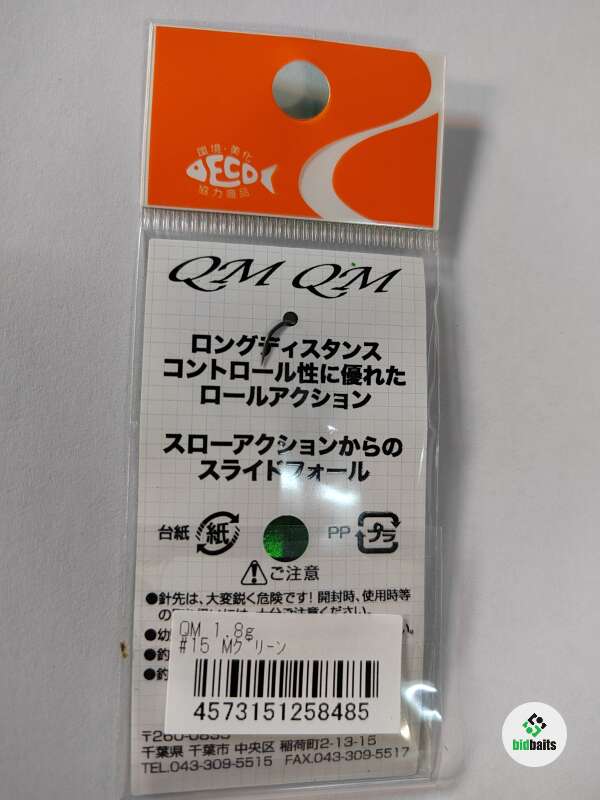 環境・美化
DECO
協力商品
QM QM
ロングディスタンス
コントロール性に優れた
ロールアクション
スローアクションからの
スライドフォール
台紙 紙 PP プラ
ご注意
●針先は、大変鋭く危険です! 開封時、使用時等
●幼
●釣
●針
QM 1.8g
#15 Mグリーン
4573151258485
千葉県 千葉市 中央区 稲荷町2-13-15
TEL.043-309-5515 FAX.043-309-5517
bidbaits